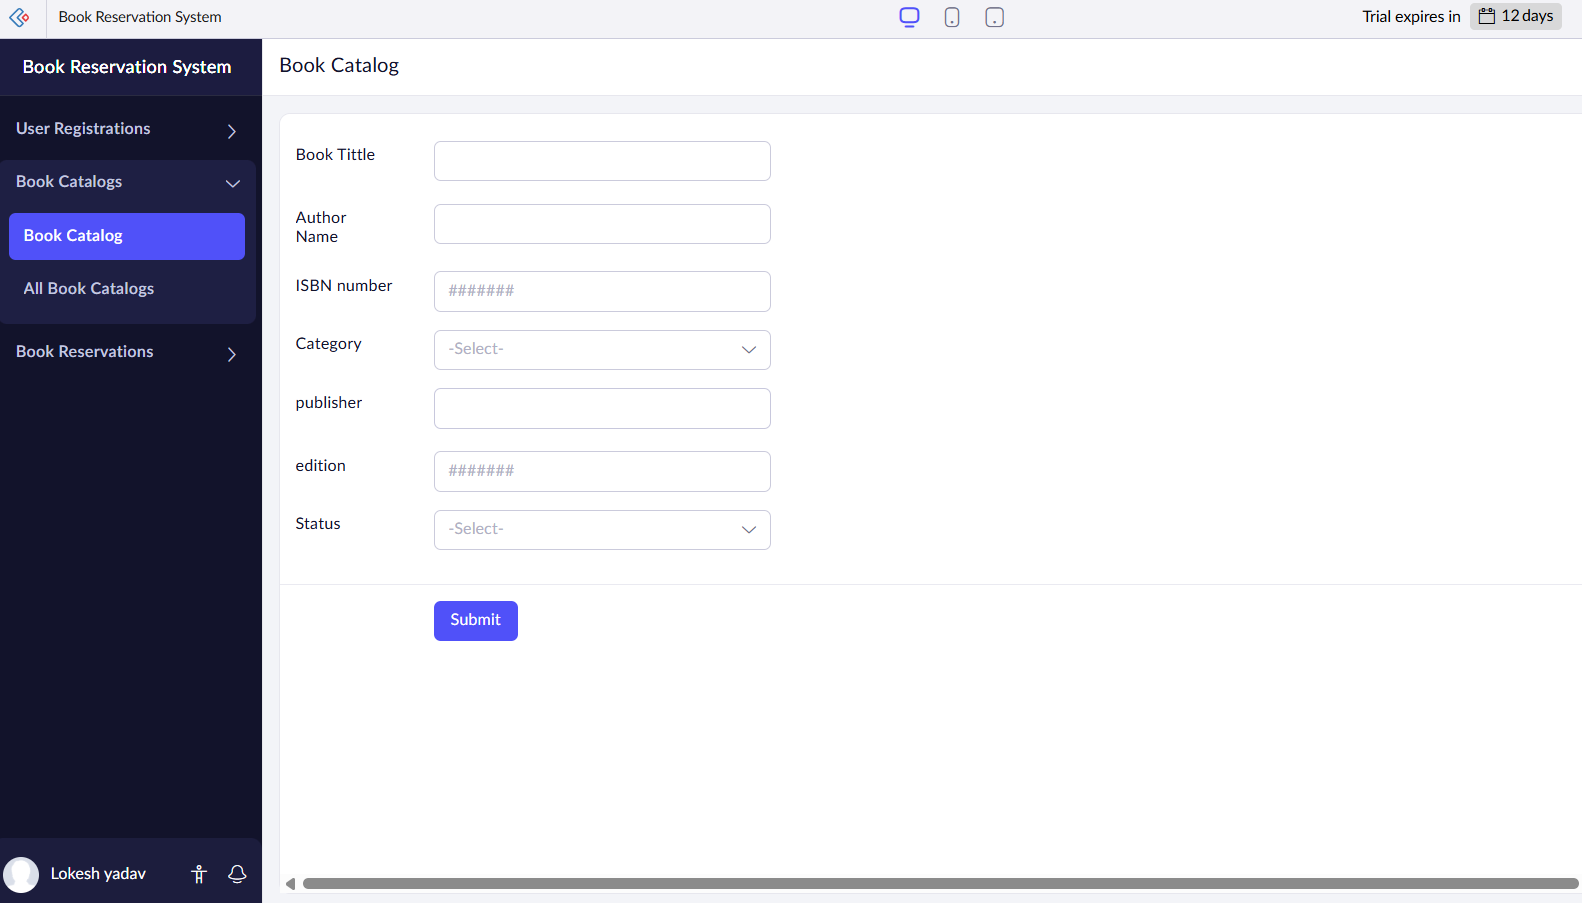 Book Reservation System
Trial expires in 12 days
Book Reservation System
User Registrations
Book Catalogs
Book Catalog
All Book Catalogs
Book Reservations
Lokesh yadav
Book Catalog
Book Tittle
Author
Name
ISBN number #######
Category -Select-
publisher
edition #######
Status -Select-
Submit